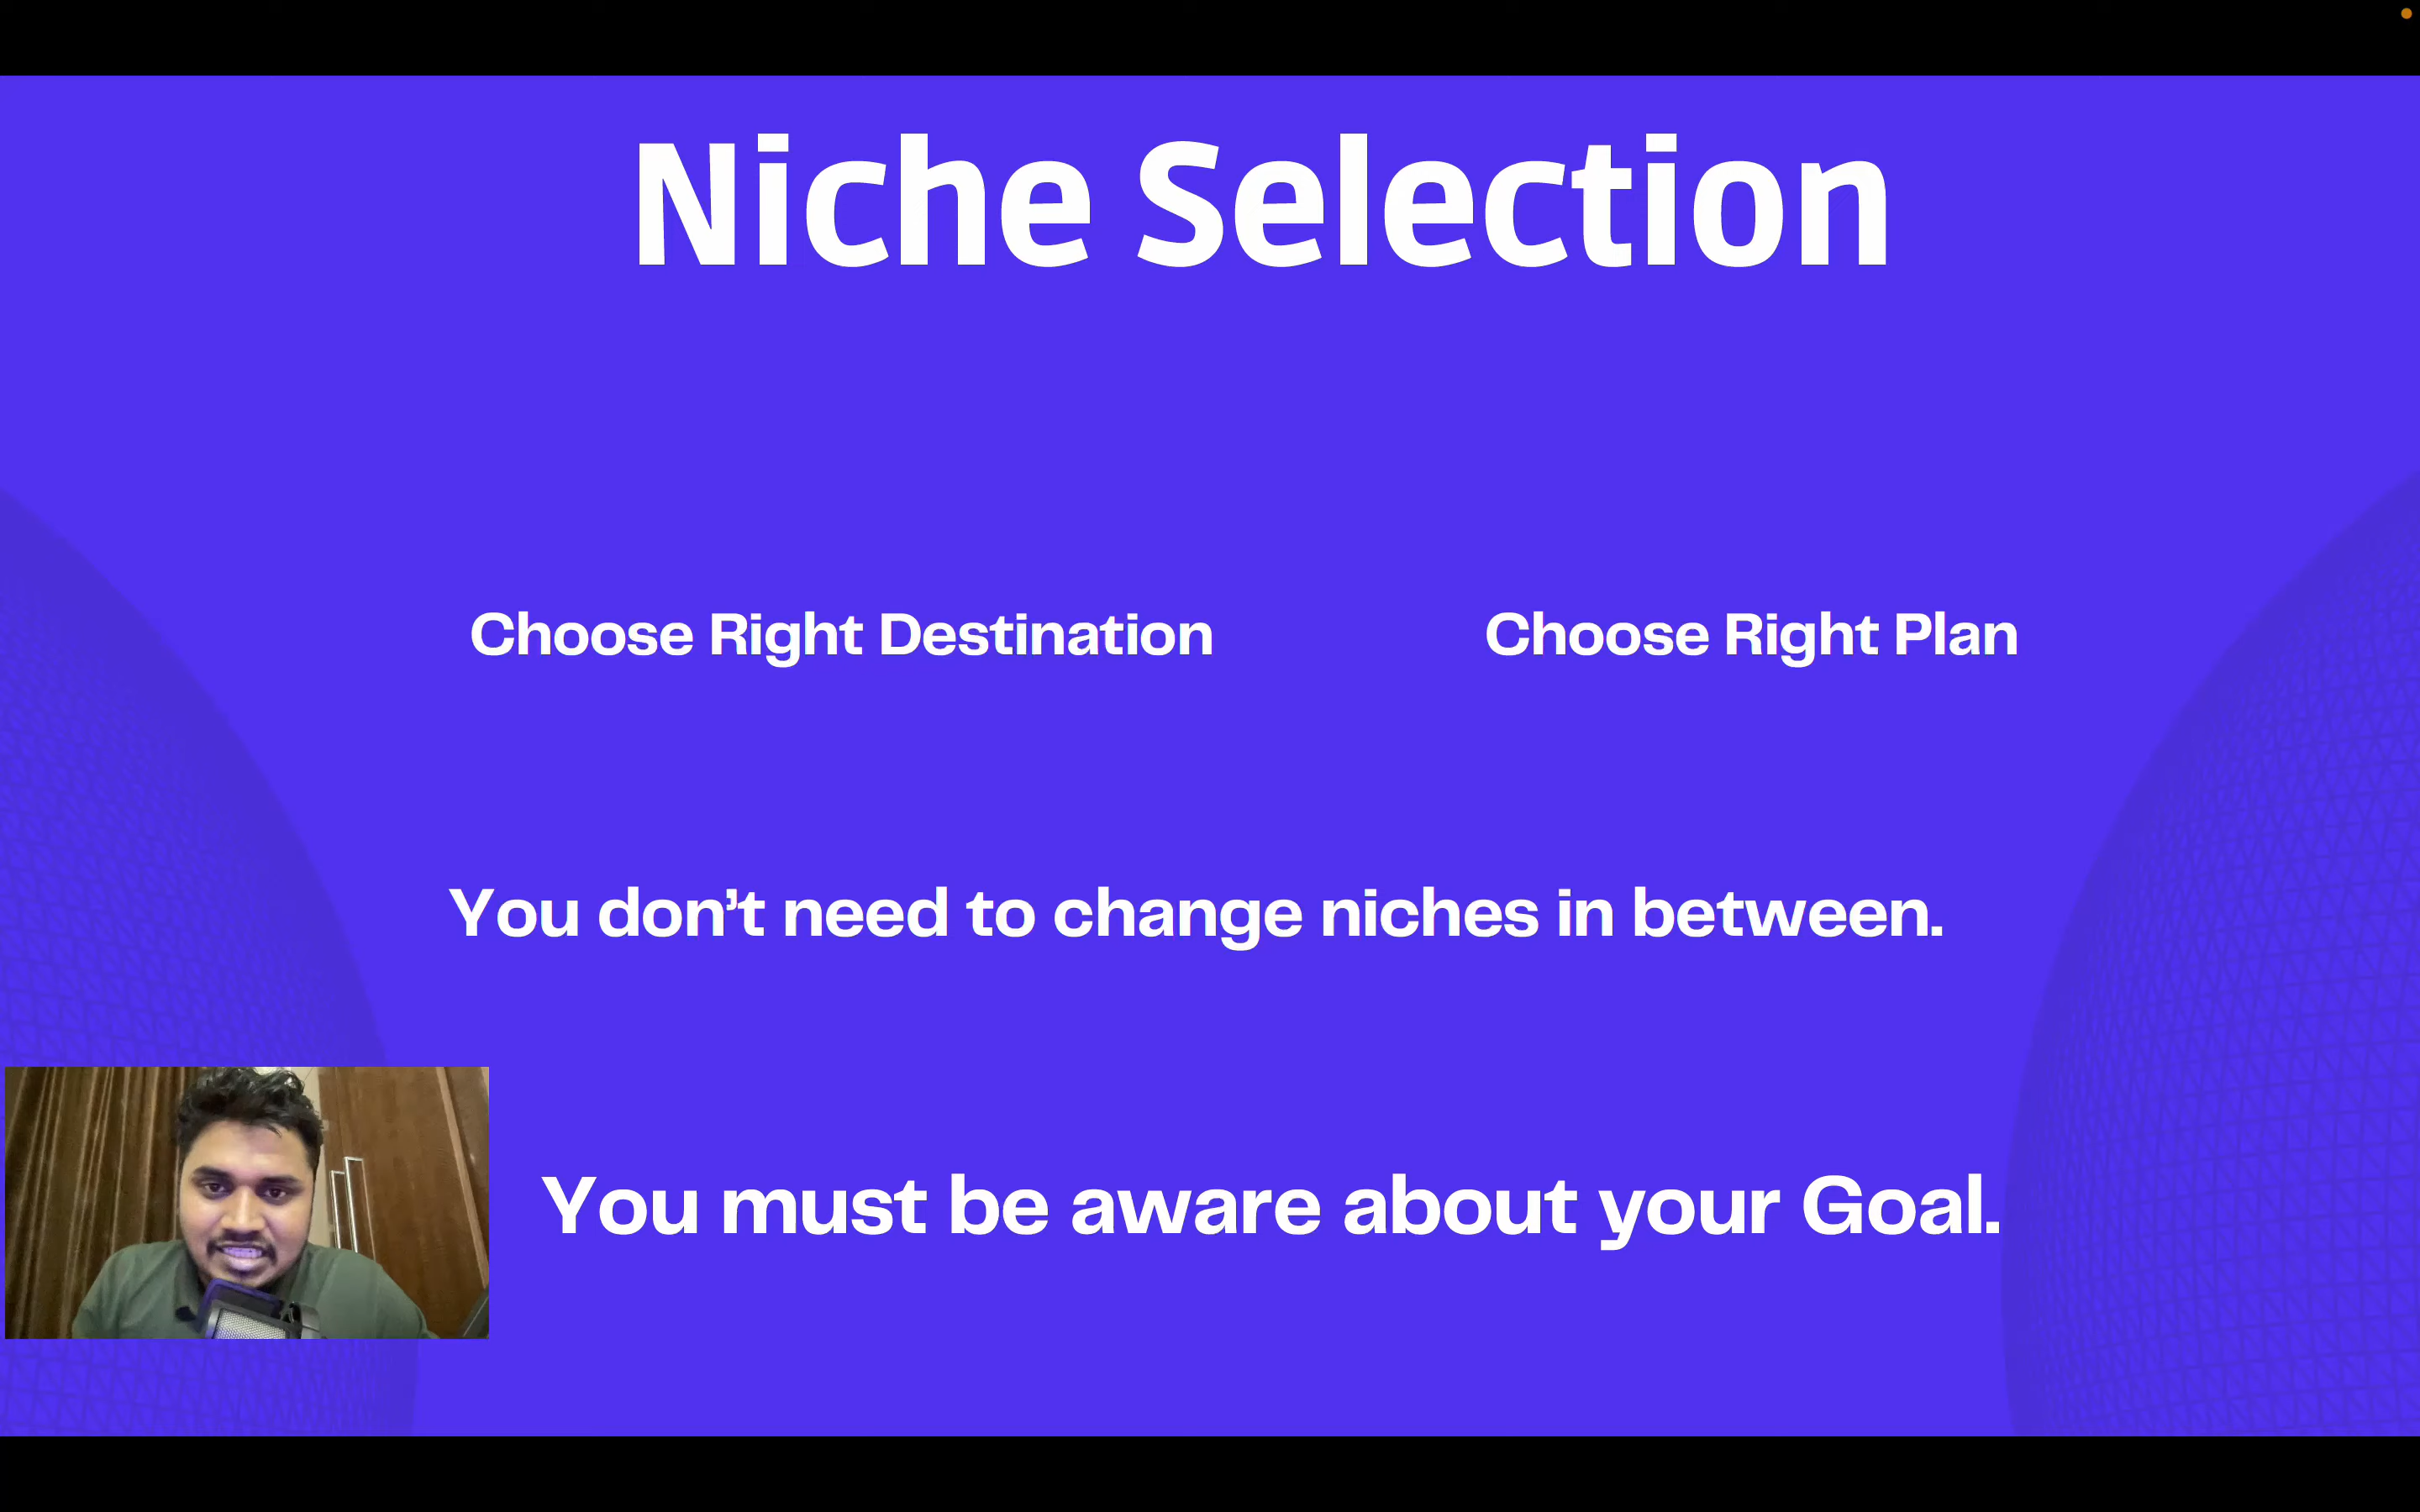 Niche Selection
Choose Right Destination
Choose Right Plan
You don’t need to change niches in between.
You must be aware about your Goal.